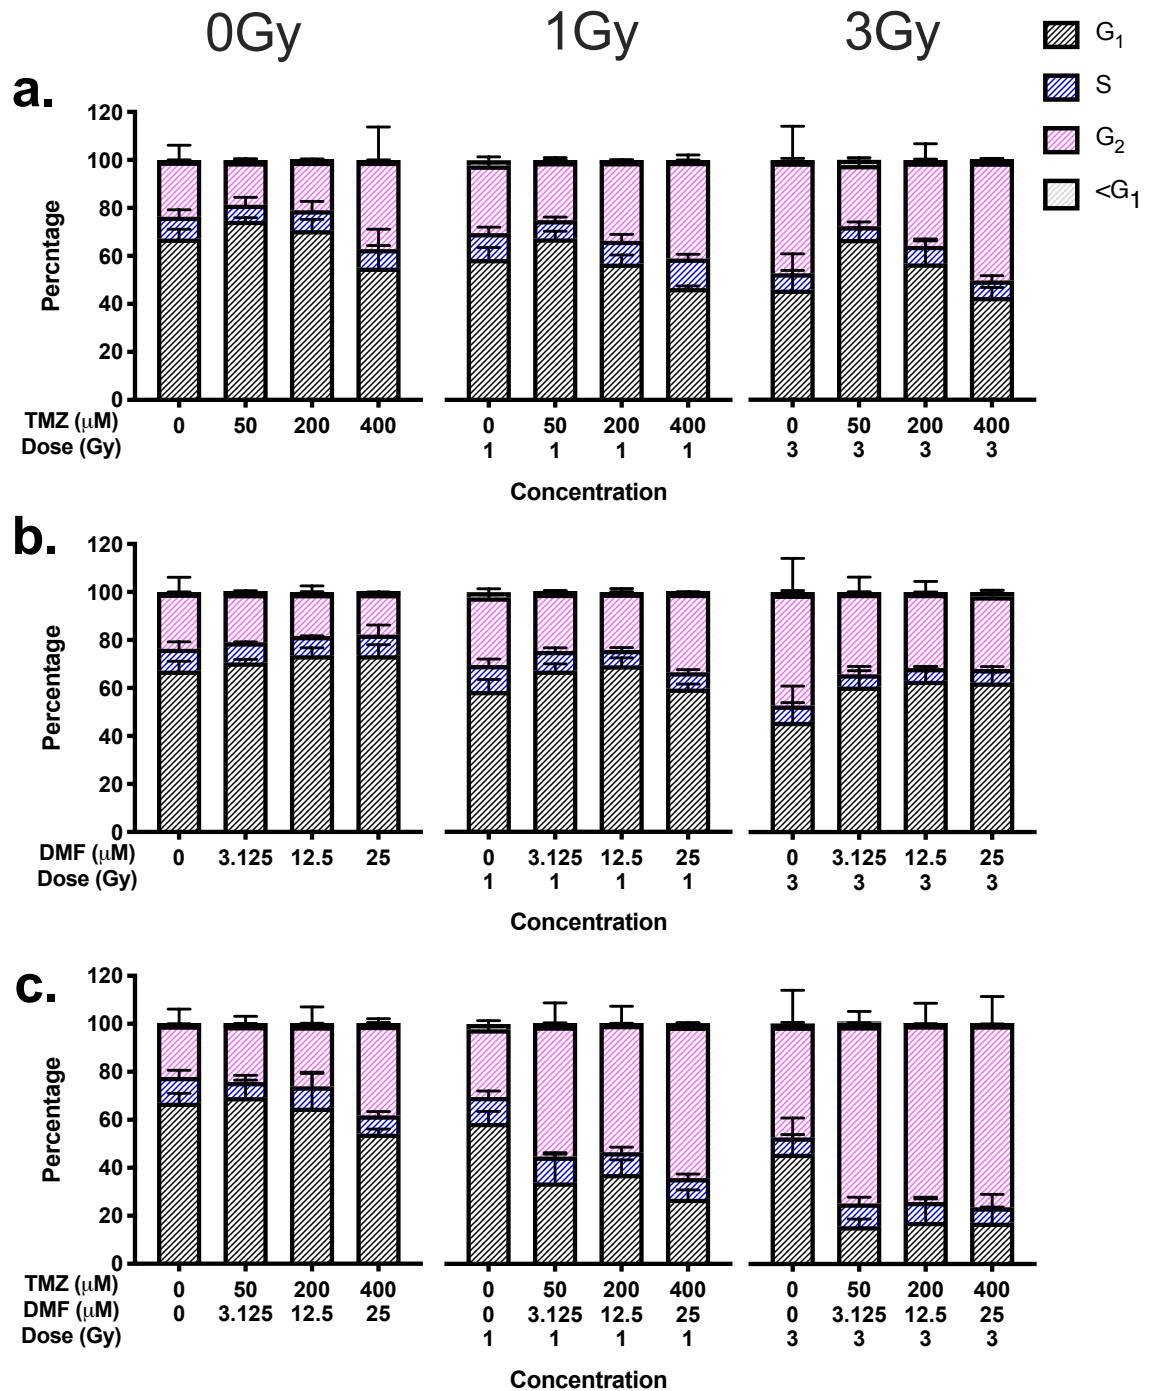 0Gy 1Gy 3Gy
G1
S
G2
<G1
a.
Percntage
120
100
80
60
40
20
0
TMZ (μM) 0 50 200 400 0 50 200 400 0 50 200 400
Dose (Gy) 1 1 1 1 3 3 3 3
Concentration
b.
Percentage
120
100
80
60
40
20
0
DMF (μM) 0 3.125 12.5 25 0 3.125 12.5 25 0 3.125 12.5 25
Dose (Gy) 1 1 1 1 3 3 3 3
Concentration
c.
Percentage
120
100
80
60
40
20
0
TMZ (μM) 0 50 200 400 0 50 200 400 0 50 200 400
DMF (μM) 0 3.125 12.5 25 0 3.125 12.5 25 0 3.125 12.5 25
Dose (Gy) 1 1 1 1 3 3 3 3
Concentration